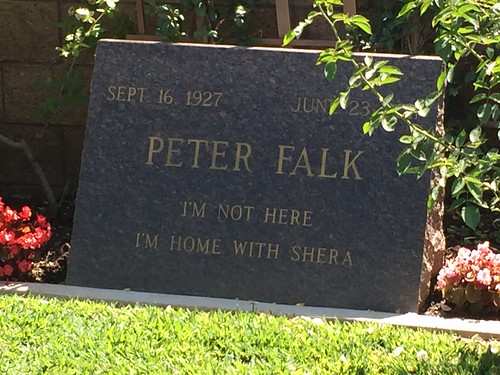 SEPT. 16, 1927 JUNE 23
PETER FALK
I'M NOT HERE
I'M HOME WITH SHERA